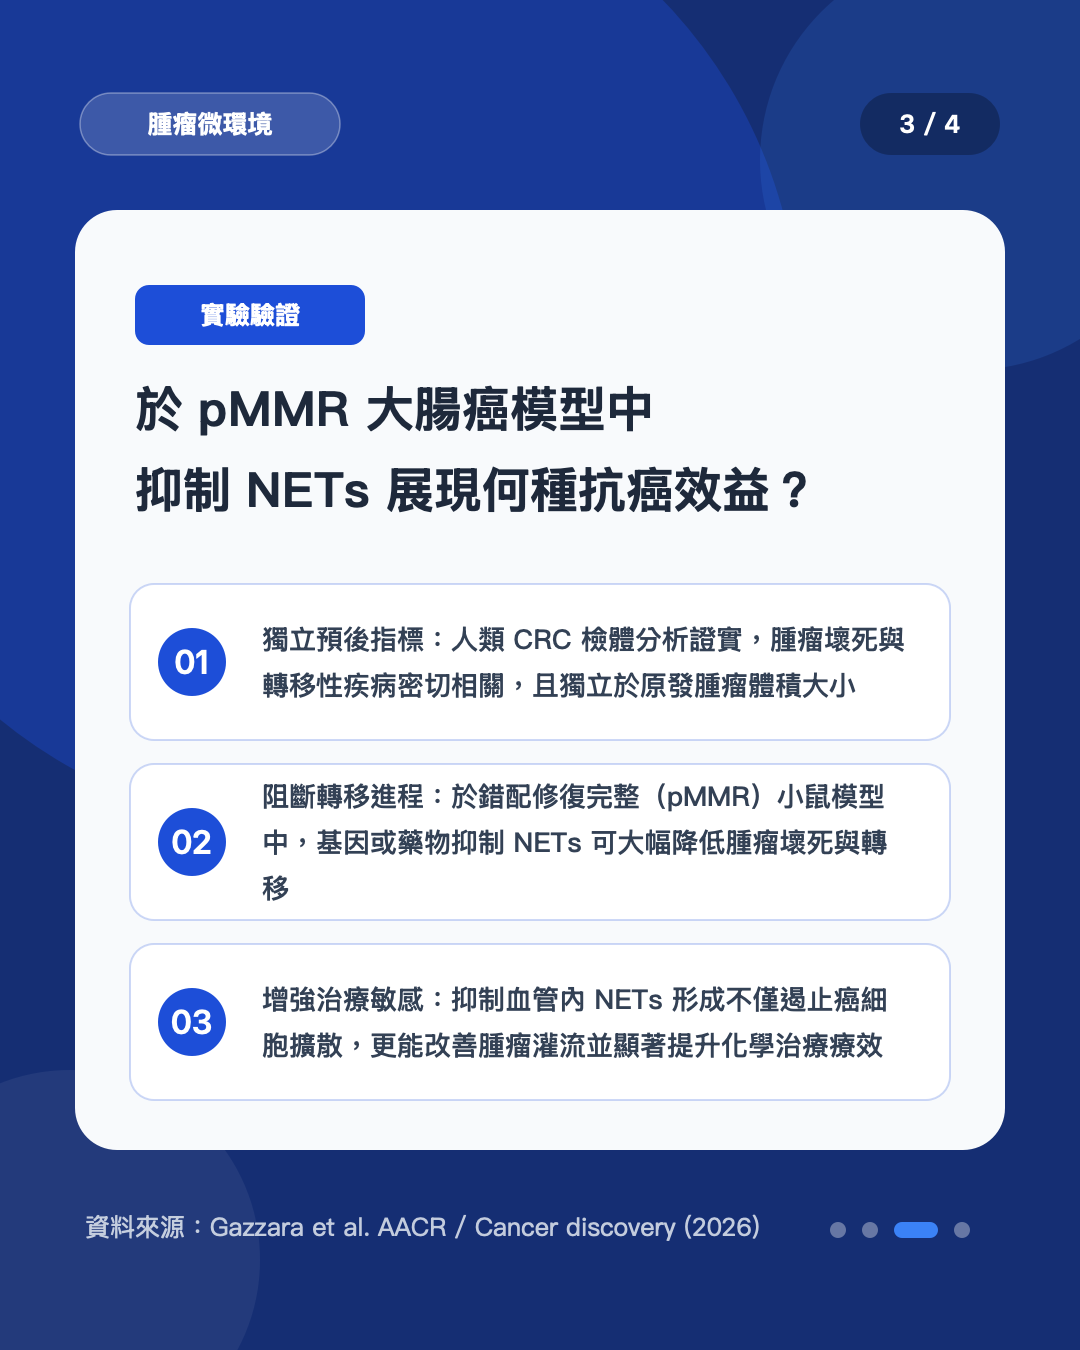 腫瘤微環境
3 / 4
實驗驗證
於 pMMR 大腸癌模型中
抑制 NETs 展現何種抗癌效益？
01
獨立預後指標：人類 CRC 檢體分析證實，腫瘤壞死與
轉移性疾病密切相關，且獨立於原發腫瘤體積大小
02
阻斷轉移進程：於錯配修復完整（pMMR）小鼠模型
中，基因或藥物抑制 NETs 可大幅降低腫瘤壞死與轉
移
03
增強治療敏感：抑制血管內 NETs 形成不僅遏止癌細
胞擴散，更能改善腫瘤灌流並顯著提升化學治療療效
資料來源：Gazzara et al. AACR / Cancer discovery (2026)